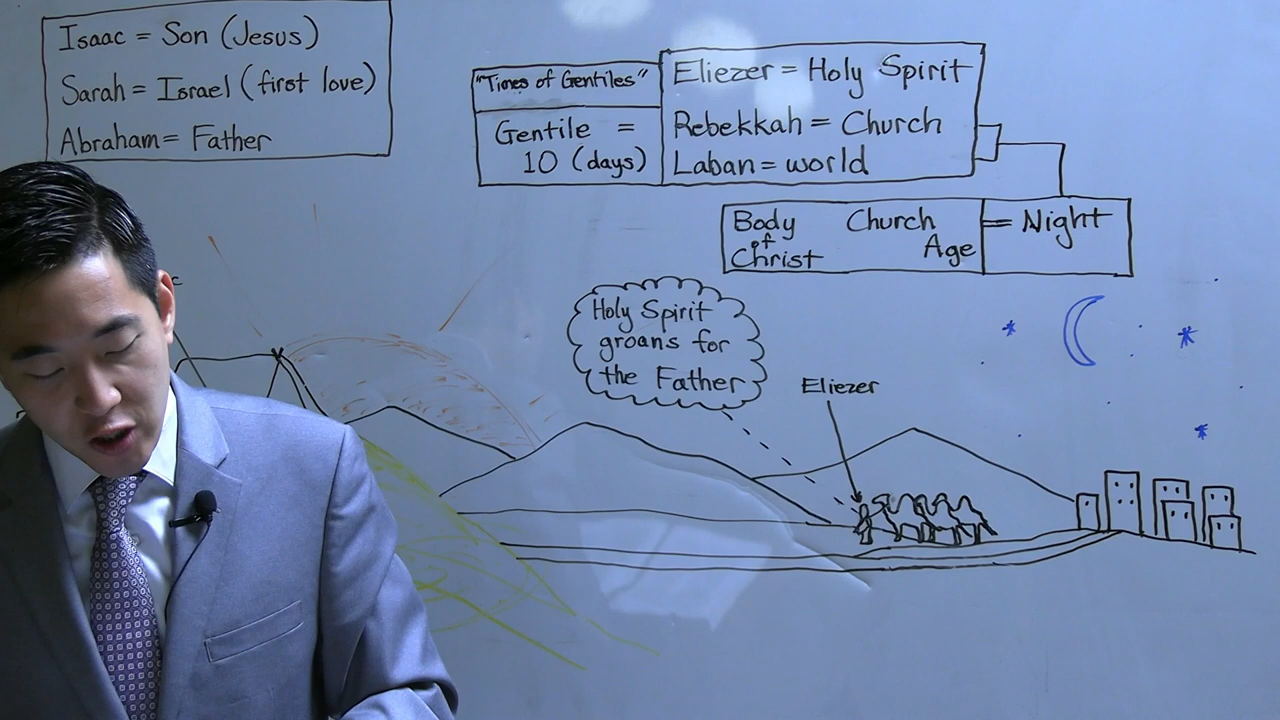 Isaac = Son (Jesus)
Sarah = Israel (first love)
Abraham = Father
"Times of Gentiles"
Gentile =
10 (days)
Eliezer = Holy Spirit
Rebekkah = Church
Laban = world
Body
of
Christ
Church
Age
= Night
Holy Spirit
groans for
the Father
Eliezer